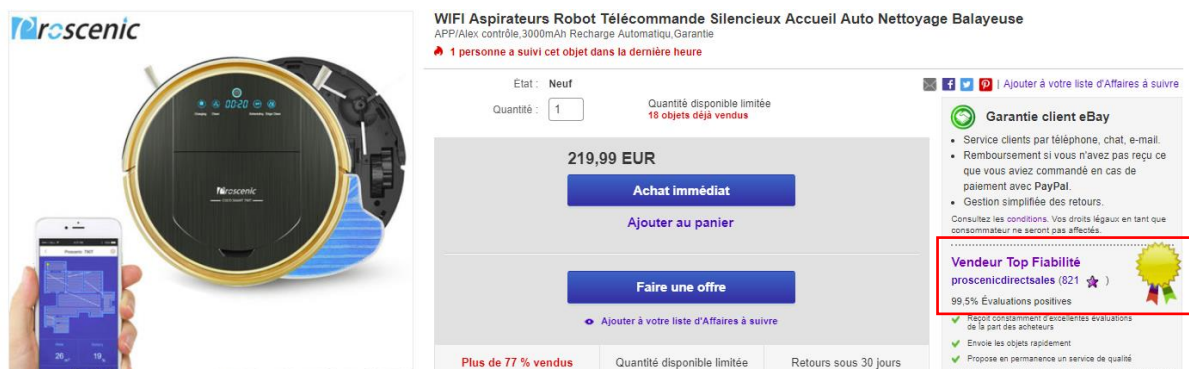 Proscenic
WIFI Aspirateurs Robot Télécommande Silencieux Accueil Auto Nettoyage Balayeuse
APP/Alex contrôle,3000mAh Recharge Automatiqu,Garantie
1 personne a suivi cet objet dans la dernière heure
État : Neuf
Quantité : 1
Quantité disponible limitée
18 objets déjà vendus
| Ajouter à votre liste d'Affaires à suivre
219,99 EUR
Achat immédiat
Ajouter au panier
Faire une offre
Ajouter à votre liste d'Affaires à suivre
Plus de 77 % vendus
Quantité disponible limitée
Retours sous 30 jours
Garantie client eBay
Service clients par téléphone, chat, e-mail.
Remboursement si vous n'avez pas reçu ce
que vous aviez commandé en cas de
paiement avec PayPal.
Gestion simplifiée des retours.
Consultez les conditions. Vos droits légaux en tant que
consommateur ne seront pas affectés.
Vendeur Top Fiabilité
proscenicdirectsales (821 )
99,5% Évaluations positives
Reçoit constamment d'excellentes évaluations
de la part des acheteurs
Envoie les objets rapidement
Propose en permanence un service de qualité
00:20
Proscenic
Proscenic 790T
26
19